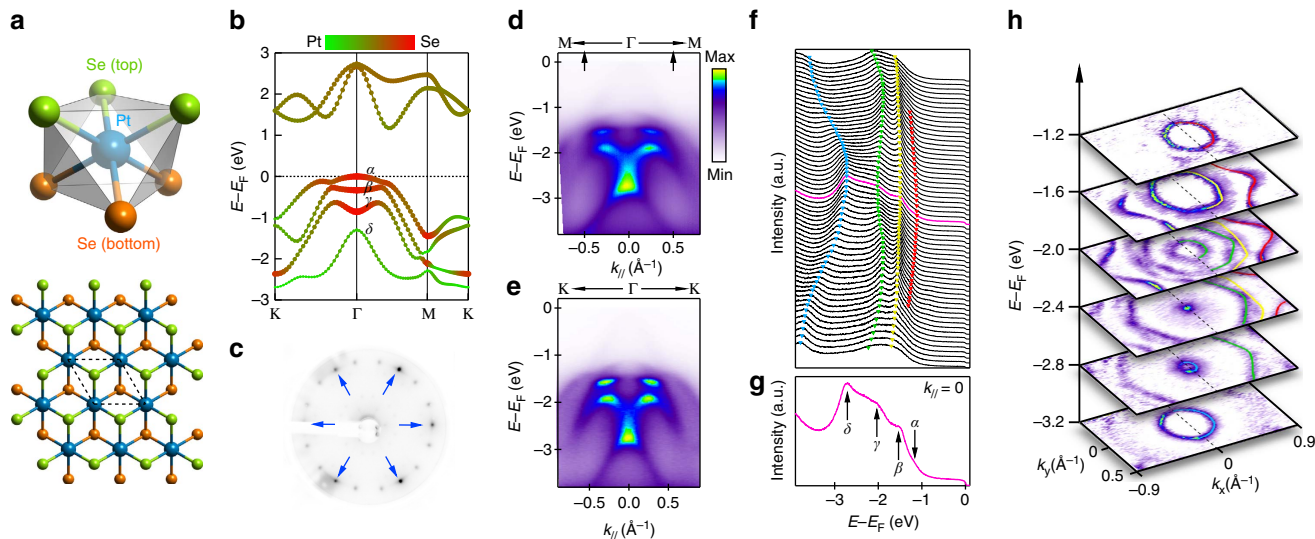 a
Se (top)
Pt
Se (bottom)
b
Pt
Se
3
2
1
0
–1
–2
–3
E–E_F (eV)
α
β
γ
δ
K
Γ
M
K
c
d
M
Γ
M
Max
Min
0
–1
–2
–3
E–E_F (eV)
–0.5
0.0
0.5
k_// (Å⁻¹)
e
K
Γ
K
0
–1
–2
–3
E–E_F (eV)
–0.5
0.0
0.5
k_// (Å⁻¹)
f
Intensity (a.u.)
g
k_// = 0
Intensity (a.u.)
δ
γ
β
α
–3
–2
–1
0
E–E_F (eV)
h
–1.2
–1.6
–2.0
–2.4
–2.8
–3.2
E–E_F (eV)
k_y (Å⁻¹)
0
0.5
–0.9
0
0.9
k_x (Å⁻¹)